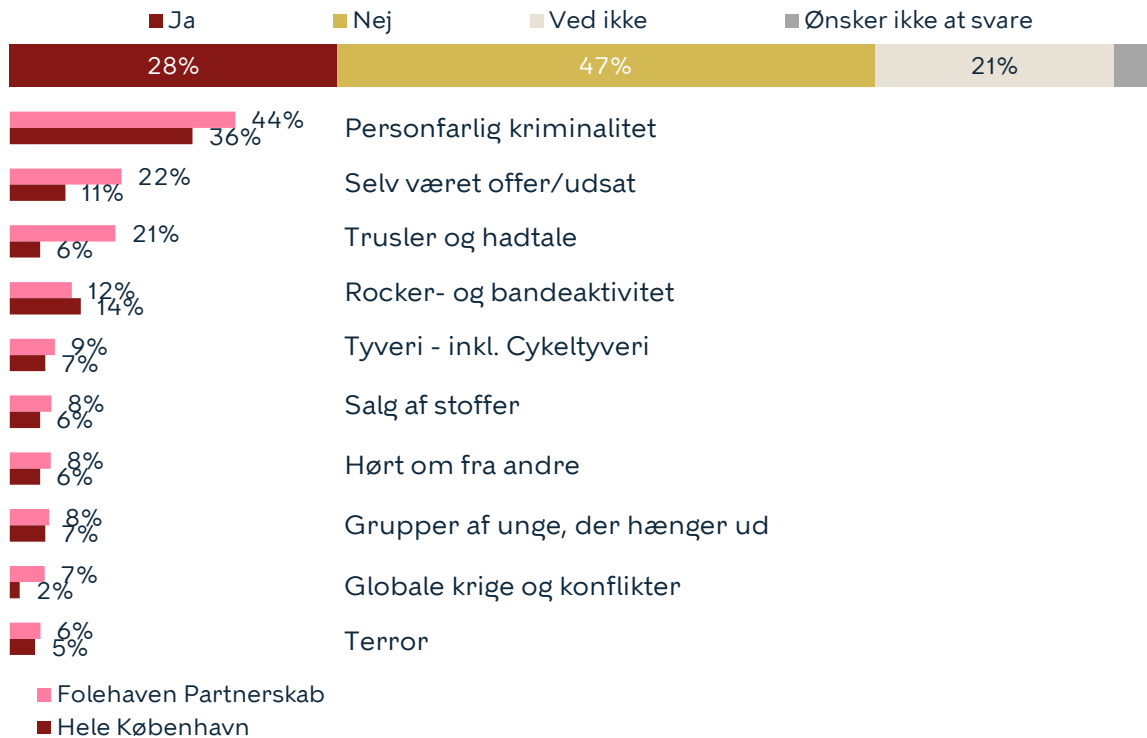 Ja Nej Ved ikke Ønsker ikke at svare
28% 47% 21%
44%
36% Personfarlig kriminalitet
22%
11% Selv været offer/udsat
21%
6% Trusler og hadtale
12%
14% Rocker- og bandeaktivitet
9%
7% Tyveri - inkl. Cykeltyveri
8%
6% Salg af stoffer
8%
6% Hørt om fra andre
8%
7% Grupper af unge, der hænger ud
7%
2% Globale krige og konflikter
6%
5% Terror
Folehaven Partnerskab
Hele København